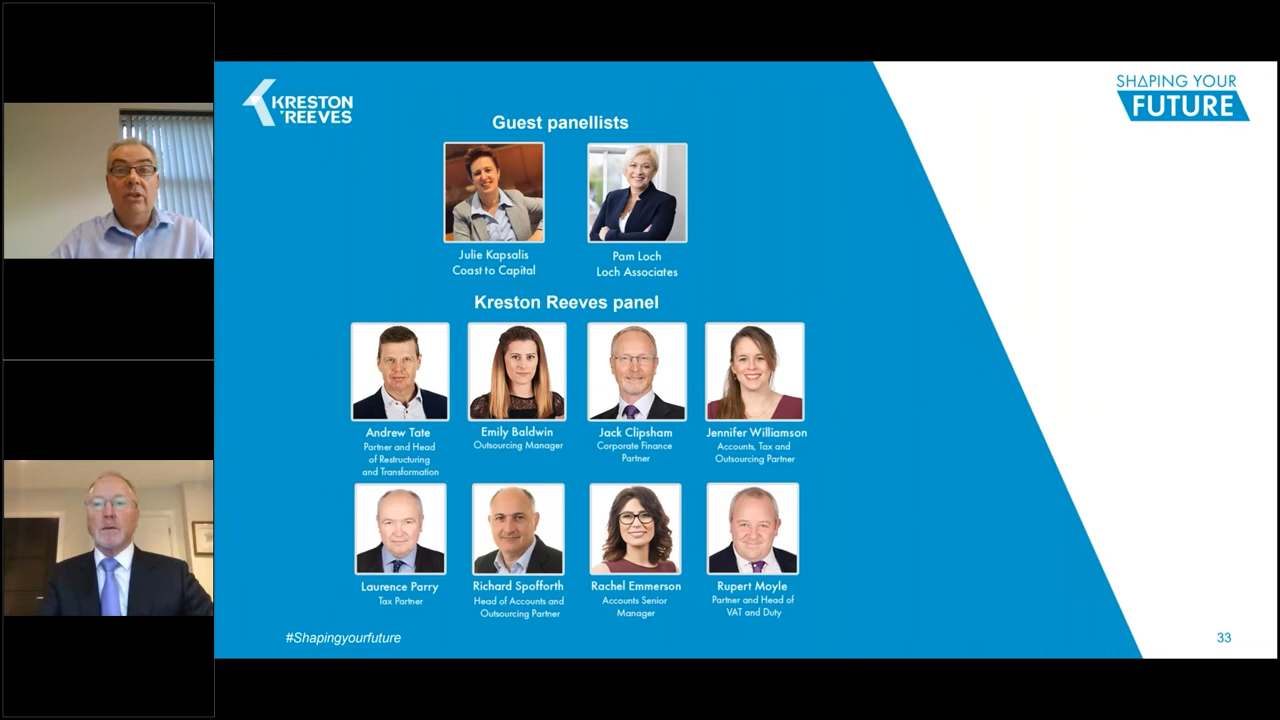 KRESTON
REEVES
SHAPING YOUR
FUTURE
Guest panellists
Julie Kapsalis
Coast to Capital
Pam Loch
Loch Associates
Kreston Reeves panel
Andrew Tate
Partner and Head
of Restructuring
and Transformation
Emily Baldwin
Outsourcing Manager
Jack Clipsham
Corporate Finance
Partner
Jennifer Williamson
Accounts, Tax and
Outsourcing Partner
Laurence Parry
Tax Partner
Richard Spofforth
Head of Accounts and
Outsourcing Partner
Rachel Emmerson
Accounts Senior
Manager
Rupert Moyle
Partner and Head of
VAT and Duty
#Shapingyourfuture
33